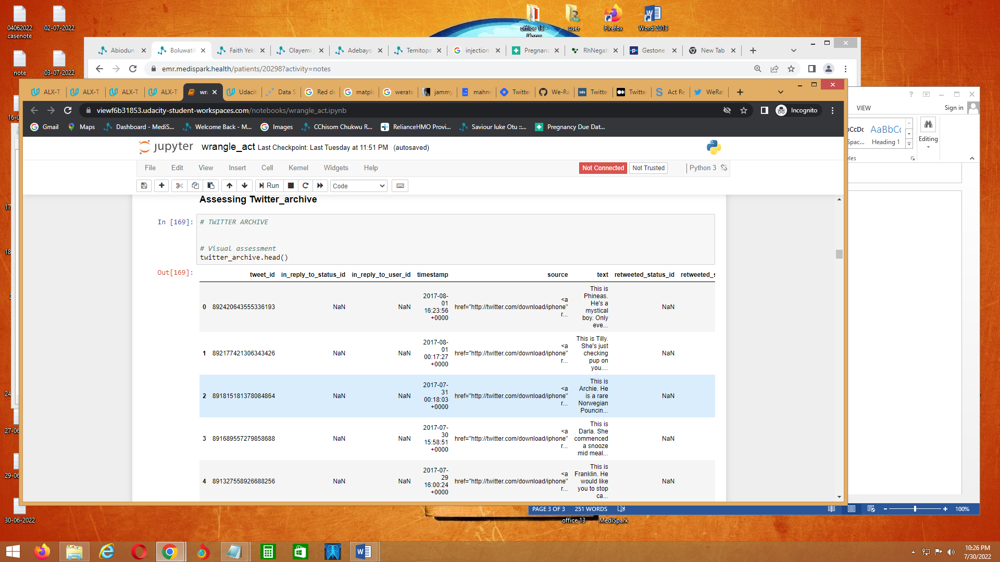 04062022
casenote
02-07-2022
office 13 -
Copy
user
Firefox
Word 2013
note
03-07-2022
Abiodun
Boluwatif
Faith Yek
Olayemi
Adebayo
Temitope
injection
Pregnanc
RhNegat
Gestone
New Tab
emr.medispark.health/patients/20298?activity=notes
ALX-T
ALX-T
ALX-T
ALX-T
wra
Udacit
Data S
Red de
matplo
werate
jammy
mahm
Twitter
We-Ra
tds
Twitter
Twitter
Act Re
WeRat
viewf6b31853.udacity-student-workspaces.com/notebooks/wrangle_act.ipynb
Incognito
Gmail
Maps
Dashboard - MediS...
Welcome Back - M...
Images
CChisom Chukwu R...
RelianceHMO Provi...
Saviour luke Otu ::...
Pregnancy Due Dat...
jupyter wrangle_act Last Checkpoint: Last Tuesday at 11:51 PM (autosaved)
File Edit View Insert Cell Kernel Widgets Help
Not Connected Not Trusted Python 3
Run Code
Assessing Twitter_archive
In [169]:
# TWITTER ARCHIVE
# Visual assessment
twitter_archive.head()
Out[169]:
tweet_id in_reply_to_status_id in_reply_to_user_id timestamp source text retweeted_status_id retweeted_s
0 892420643555336193 NaN NaN
2017-08-
01
16:23:56
+0000
<a
href="http://twitter.com/download/iphone"
r...
This is
Phineas.
He's a
mystical
boy. Only
eve...
NaN
1 892177421306343426 NaN NaN
2017-08-
01
00:17:27
+0000
<a
href="http://twitter.com/download/iphone"
r...
This is Tilly.
She's just
checking
pup on
you....
NaN
2 891815181378084864 NaN NaN
2017-07-
31
00:18:03
+0000
<a
href="http://twitter.com/download/iphone"
r...
This is
Archie. He
is a rare
Norwegian
Pouncin...
NaN
3 891689557279858688 NaN NaN
2017-07-
30
15:58:51
+0000
<a
href="http://twitter.com/download/iphone"
r...
This is
Darla. She
commenced
a snooze
mid meal...
NaN
4 891327558926688256 NaN NaN
2017-07-
29
16:00:24
+0000
<a
href="http://twitter.com/download/iphone"
r...
This is
Franklin. He
would like
you to stop
ca...
NaN
VIEW
Sign in
AaBbCc
Spac...
Heading 1
Editing
16-0
17
18
24
27-06
29-06
30-06-2022
PAGE 3 OF 3 251 WORDS
100%
office 13
MediSpark
10:26 PM
7/30/2022